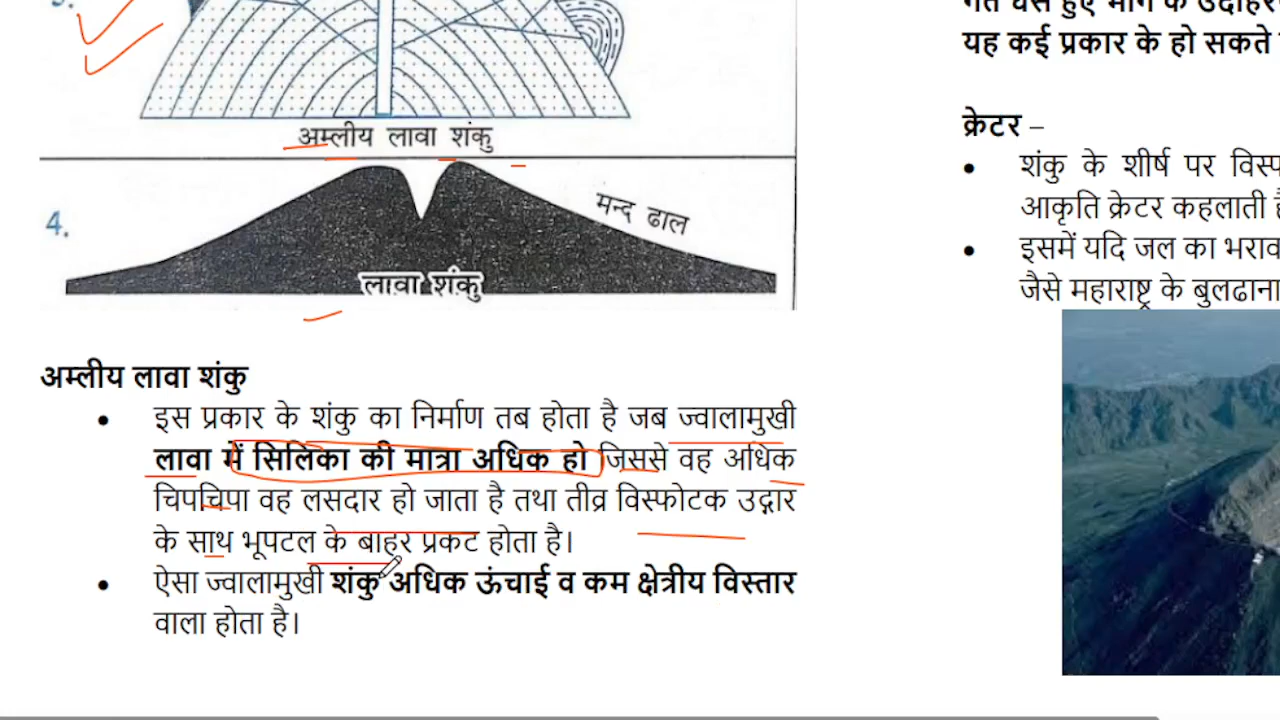 अम्लीय लावा शंकु
4.
मन्द ढाल
लावा शंकु
अम्लीय लावा शंकु
• इस प्रकार के शंकु का निर्माण तब होता है जब ज्वालामुखी
लावा में सिलिका की मात्रा अधिक हो जिससे वह अधिक
चिपचिपा वह लसदार हो जाता है तथा तीव्र विस्फोटक उद्गार
के साथ भूपटल के बाहर प्रकट होता है।
• ऐसा ज्वालामुखी शंकु अधिक ऊंचाई व कम क्षेत्रीय विस्तार
वाला होता है।
यह कई प्रकार के हो सकते
क्रेटर –
• शंकु के शीर्ष पर
आकृति क्रेटर कहलाती
• इसमें यदि जल का
जैसे महाराष्ट्र के बुलढाना